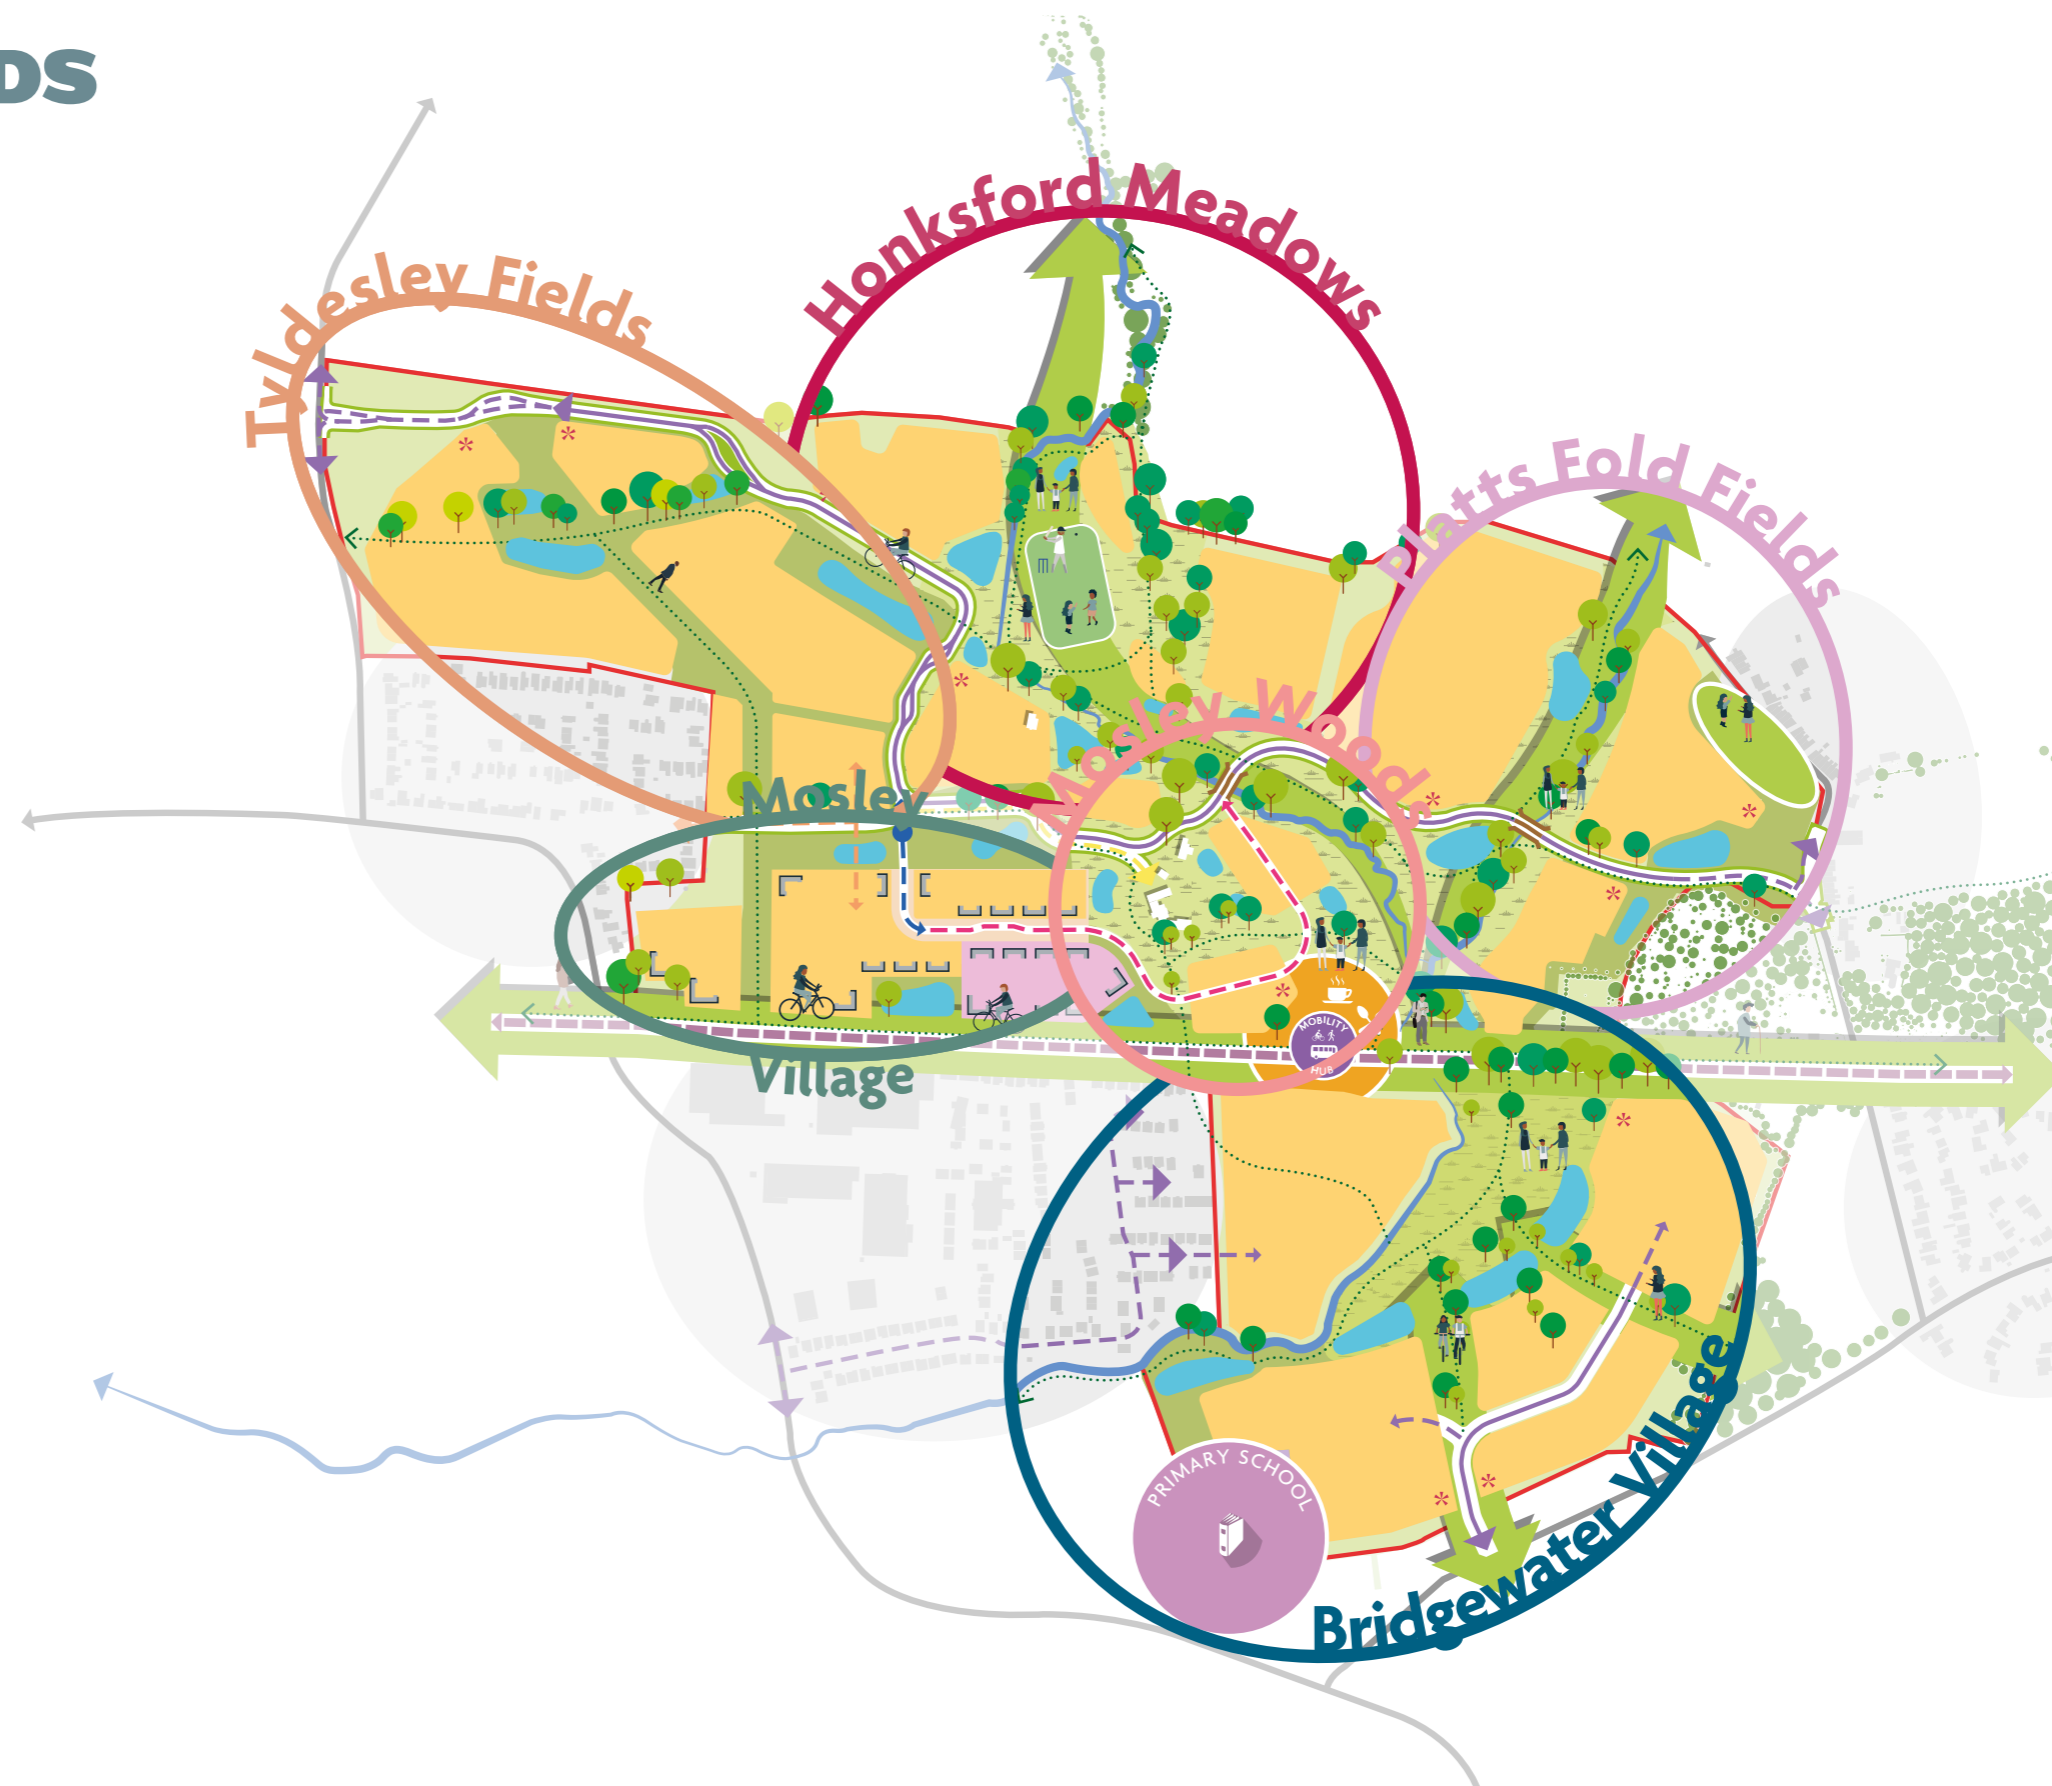 DS
Honksford Meadows
Tyldesley Fields
Platts Fold Fields
Mosley Woods
Mosley
Village
MOBILITY
HUB
PRIMARY SCHOOL
Bridgewater Village